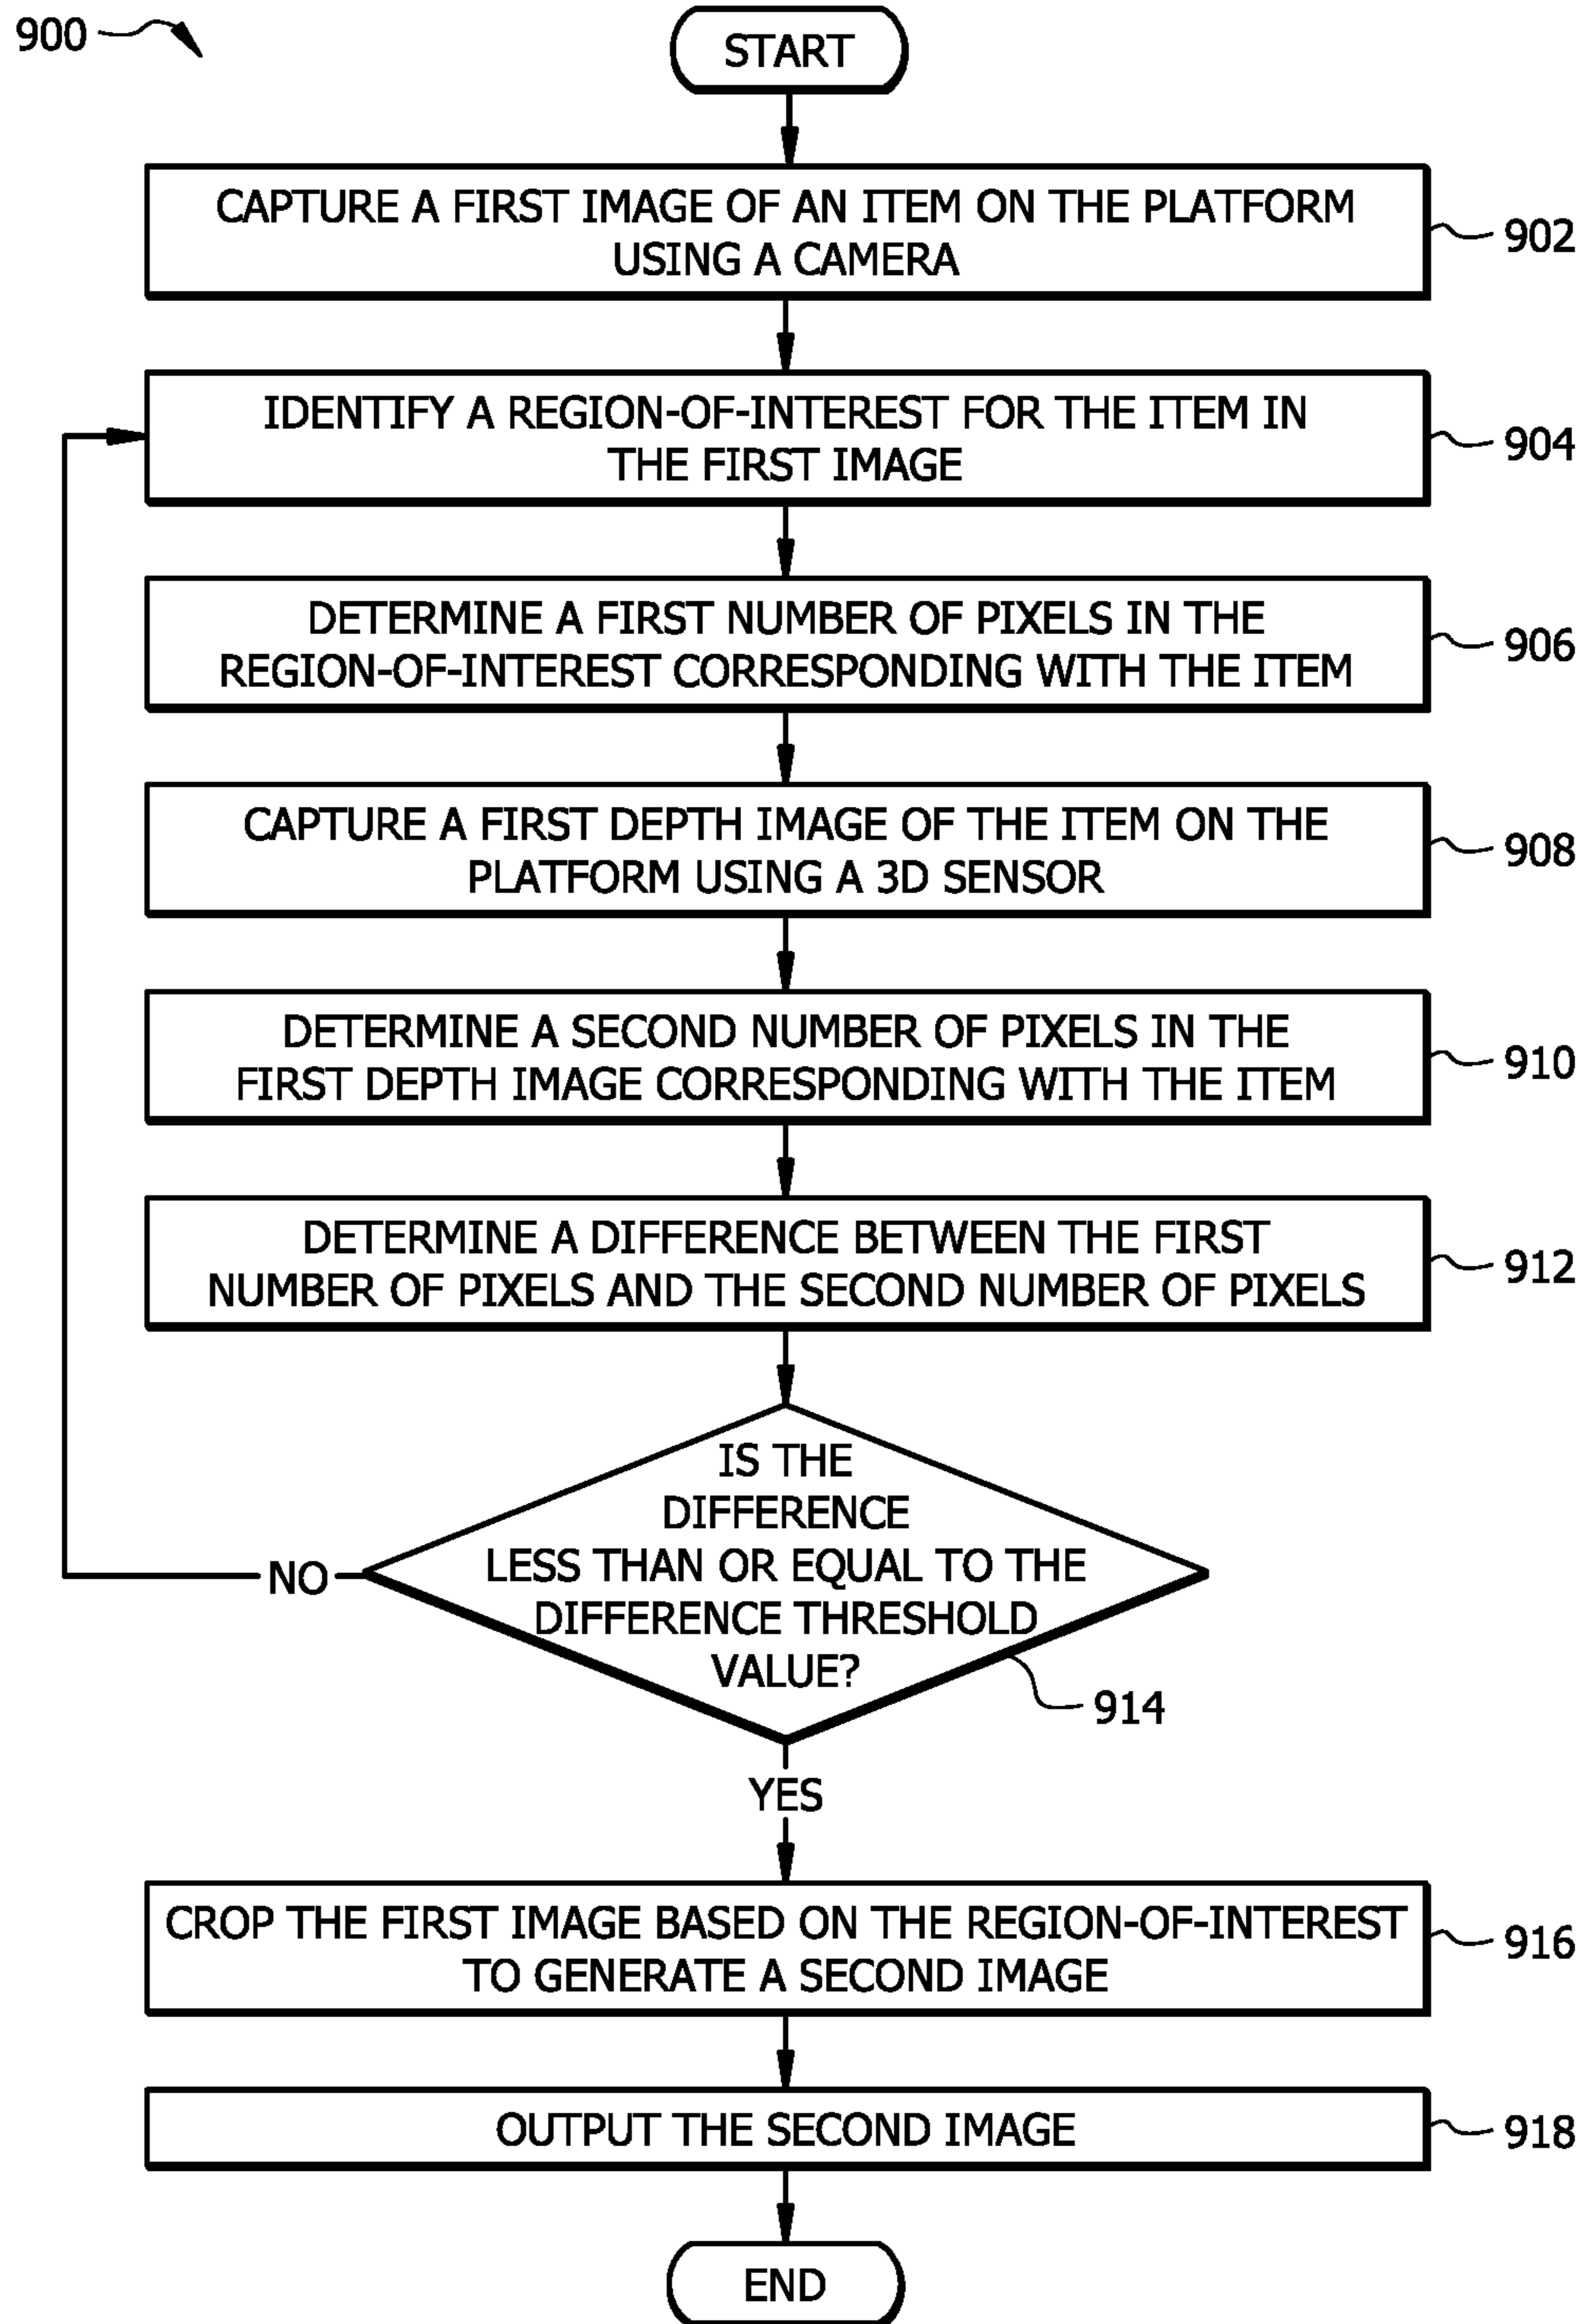 900
START
CAPTURE A FIRST IMAGE OF AN ITEM ON THE PLATFORM
USING A CAMERA
902
IDENTIFY A REGION-OF-INTEREST FOR THE ITEM IN
THE FIRST IMAGE
904
DETERMINE A FIRST NUMBER OF PIXELS IN THE
REGION-OF-INTEREST CORRESPONDING WITH THE ITEM
906
CAPTURE A FIRST DEPTH IMAGE OF THE ITEM ON THE
PLATFORM USING A 3D SENSOR
908
DETERMINE A SECOND NUMBER OF PIXELS IN THE
FIRST DEPTH IMAGE CORRESPONDING WITH THE ITEM
910
DETERMINE A DIFFERENCE BETWEEN THE FIRST
NUMBER OF PIXELS AND THE SECOND NUMBER OF PIXELS
912
IS THE
DIFFERENCE
LESS THAN OR EQUAL TO THE
DIFFERENCE THRESHOLD
VALUE?
914
NO
YES
CROP THE FIRST IMAGE BASED ON THE REGION-OF-INTEREST
TO GENERATE A SECOND IMAGE
916
OUTPUT THE SECOND IMAGE
918
END